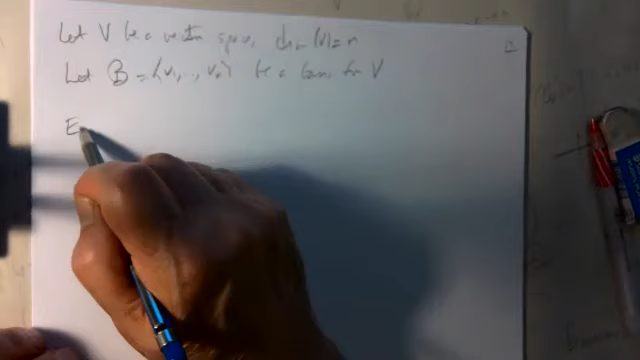 Let V be a vector space, dim(V) = n
Let B = {v₁, .., vₙ} be a basis for V
E